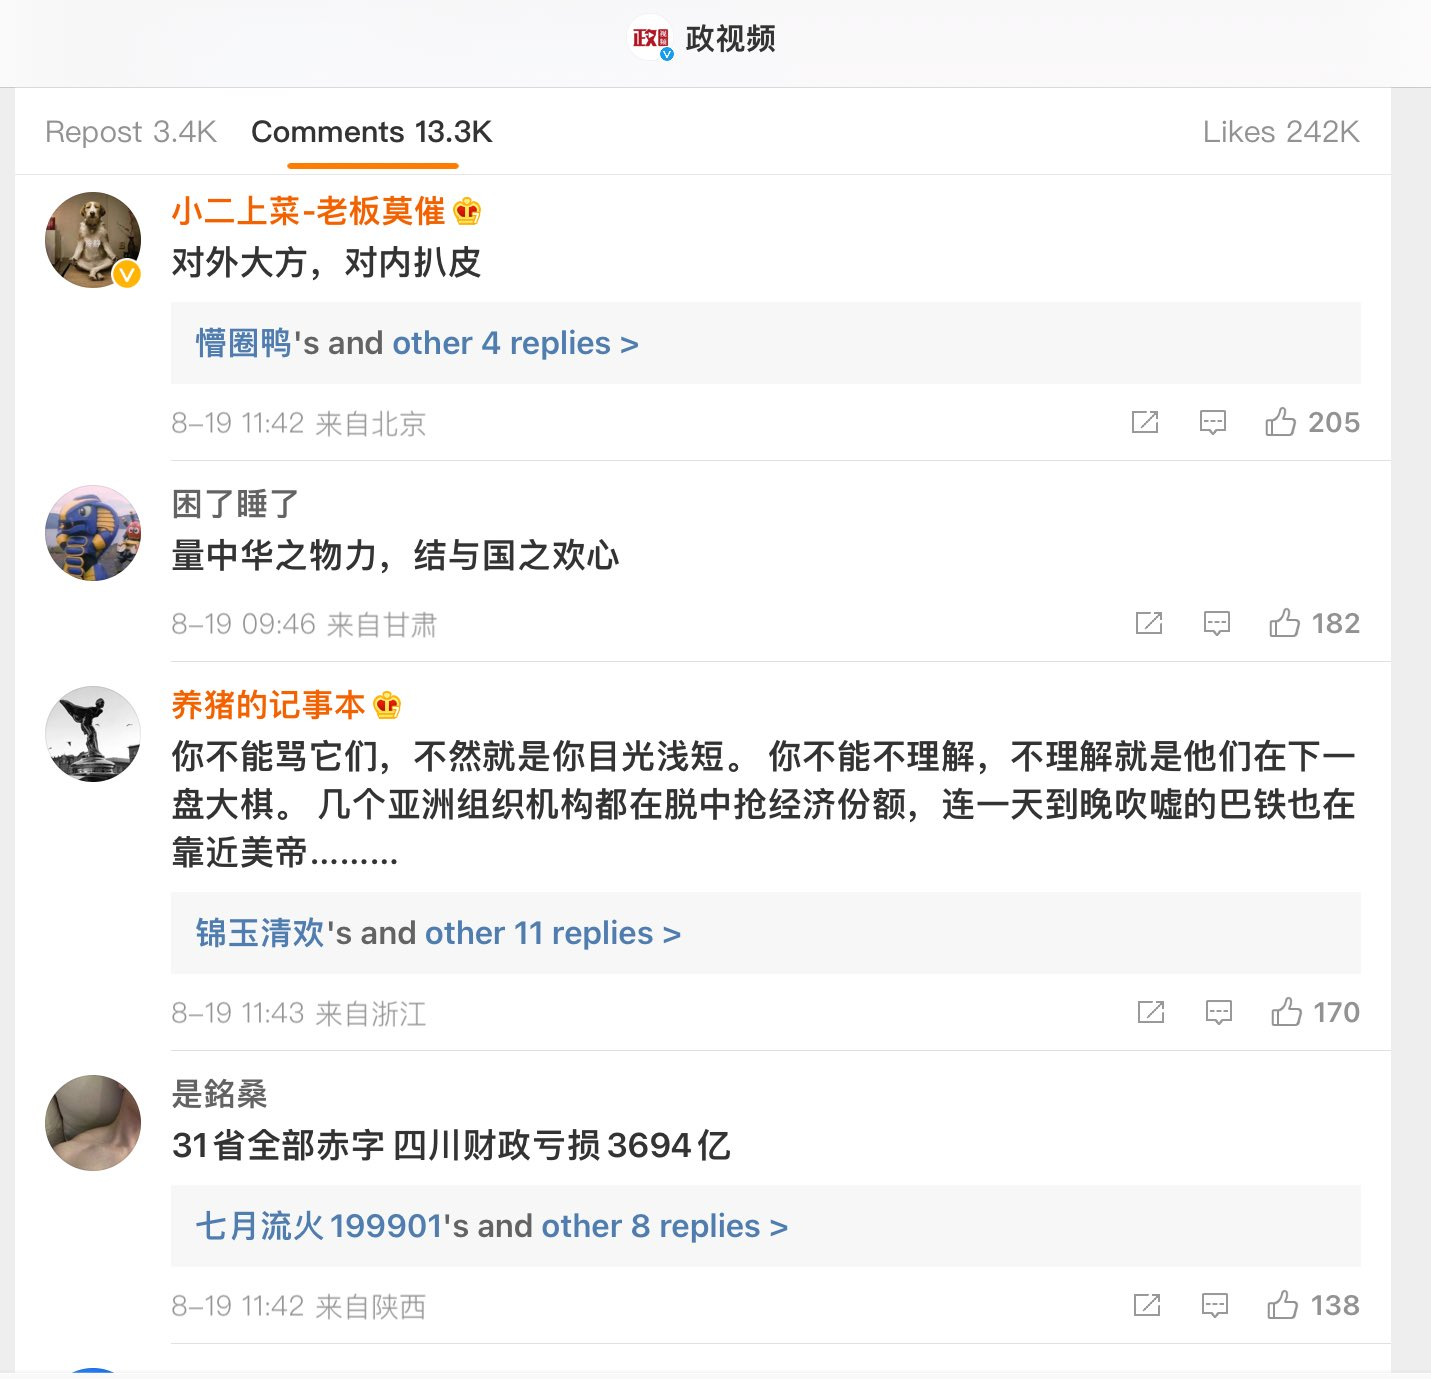 政视频
Repost 3.4K Comments 13.3K Likes 242K
小二上菜-老板莫催
对外大方，对内扒皮
懵圈鸭's and other 4 replies >
8-19 11:42 来自北京 205
困了睡了
量中华之物力，结与国之欢心
8-19 09:46 来自甘肃 182
养猪的记事本
你不能骂它们，不然就是你目光浅短。 你不能不理解，不理解就是他们在下一
盘大棋。 几个亚洲组织机构都在脱中抢经济份额，连一天到晚吹嘘的巴铁也在
靠近美帝………
锦玉清欢's and other 11 replies >
8-19 11:43 来自浙江 170
是銘桑
31省全部赤字 四川财政亏损3694亿
七月流火199901's and other 8 replies >
8-19 11:42 来自陕西 138